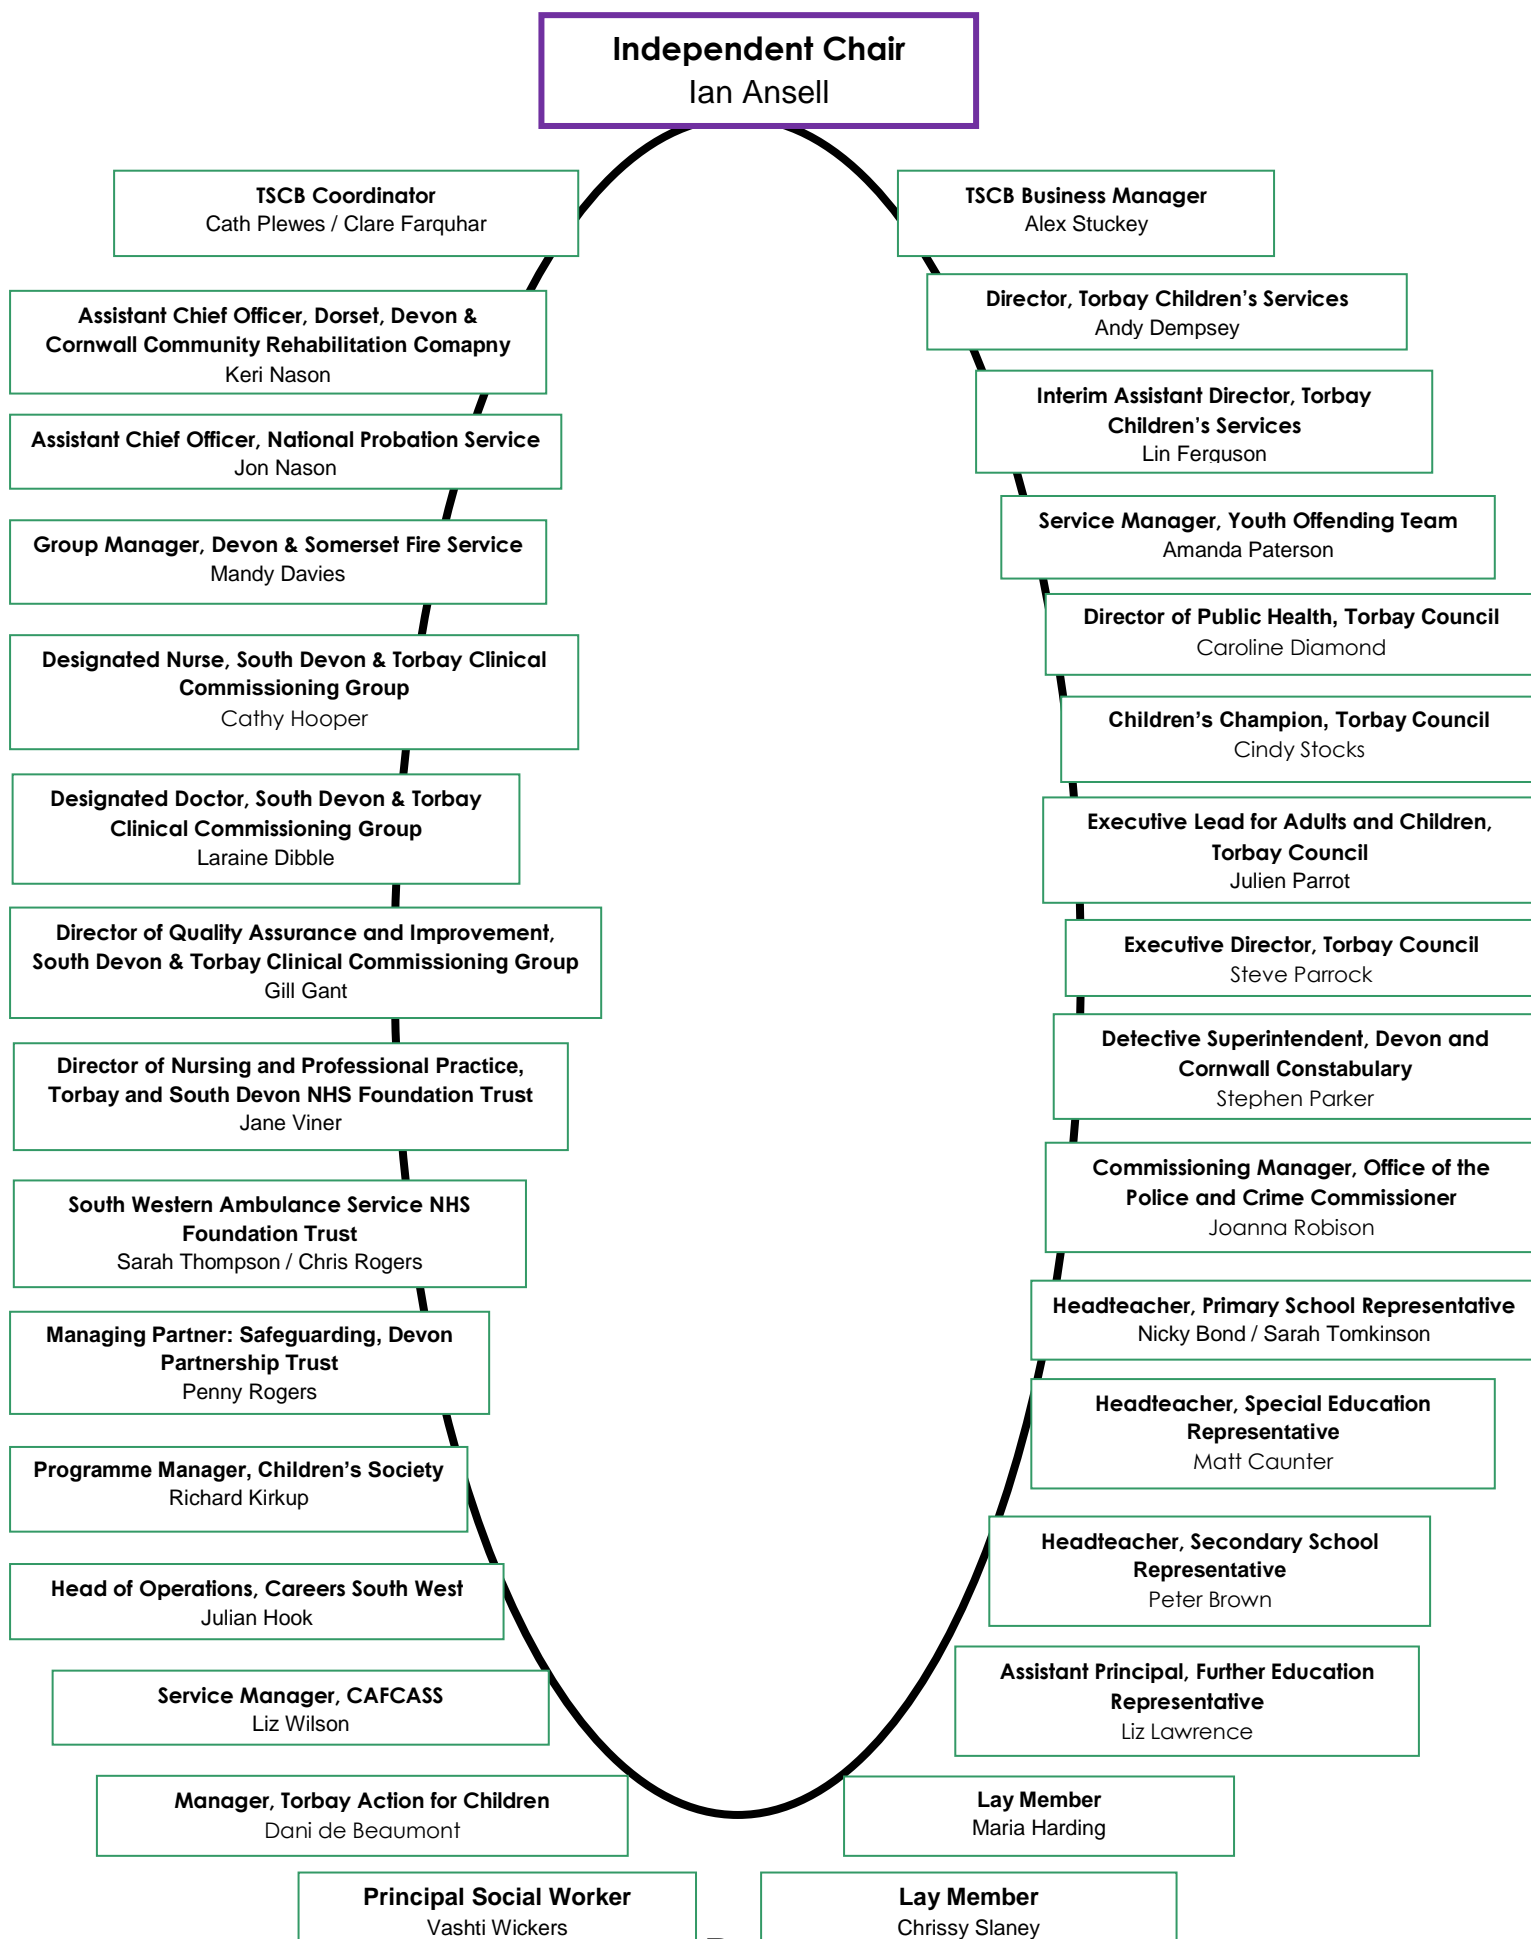 Independent Chair
Ian Ansell
TSCB Coordinator
Cath Plewes / Clare Farquhar
TSCB Business Manager
Alex Stuckey
Assistant Chief Officer, Dorset, Devon &
Cornwall Community Rehabilitation Comapny
Keri Nason
Director, Torbay Children's Services
Andy Dempsey
Assistant Chief Officer, National Probation Service
Jon Nason
Interim Assistant Director, Torbay
Children's Services
Lin Ferguson
Group Manager, Devon & Somerset Fire Service
Mandy Davies
Service Manager, Youth Offending Team
Amanda Paterson
Designated Nurse, South Devon & Torbay Clinical
Commissioning Group
Cathy Hooper
Director of Public Health, Torbay Council
Caroline Diamond
Children's Champion, Torbay Council
Cindy Stocks
Designated Doctor, South Devon & Torbay
Clinical Commissioning Group
Laraine Dibble
Executive Lead for Adults and Children,
Torbay Council
Julien Parrot
Director of Quality Assurance and Improvement,
South Devon & Torbay Clinical Commissioning Group
Gill Gant
Executive Director, Torbay Council
Steve Parrock
Director of Nursing and Professional Practice,
Torbay and South Devon NHS Foundation Trust
Jane Viner
Detective Superintendent, Devon and
Cornwall Constabulary
Stephen Parker
South Western Ambulance Service NHS
Foundation Trust
Sarah Thompson / Chris Rogers
Commissioning Manager, Office of the
Police and Crime Commissioner
Joanna Robison
Managing Partner: Safeguarding, Devon
Partnership Trust
Penny Rogers
Headteacher, Primary School Representative
Nicky Bond / Sarah Tomkinson
Programme Manager, Children's Society
Richard Kirkup
Headteacher, Special Education
Representative
Matt Caunter
Head of Operations, Careers South West
Julian Hook
Headteacher, Secondary School
Representative
Peter Brown
Service Manager, CAFCASS
Liz Wilson
Assistant Principal, Further Education
Representative
Liz Lawrence
Manager, Torbay Action for Children
Dani de Beaumont
Lay Member
Maria Harding
Principal Social Worker
Vashti Wickers
Lay Member
Chrissy Slaney